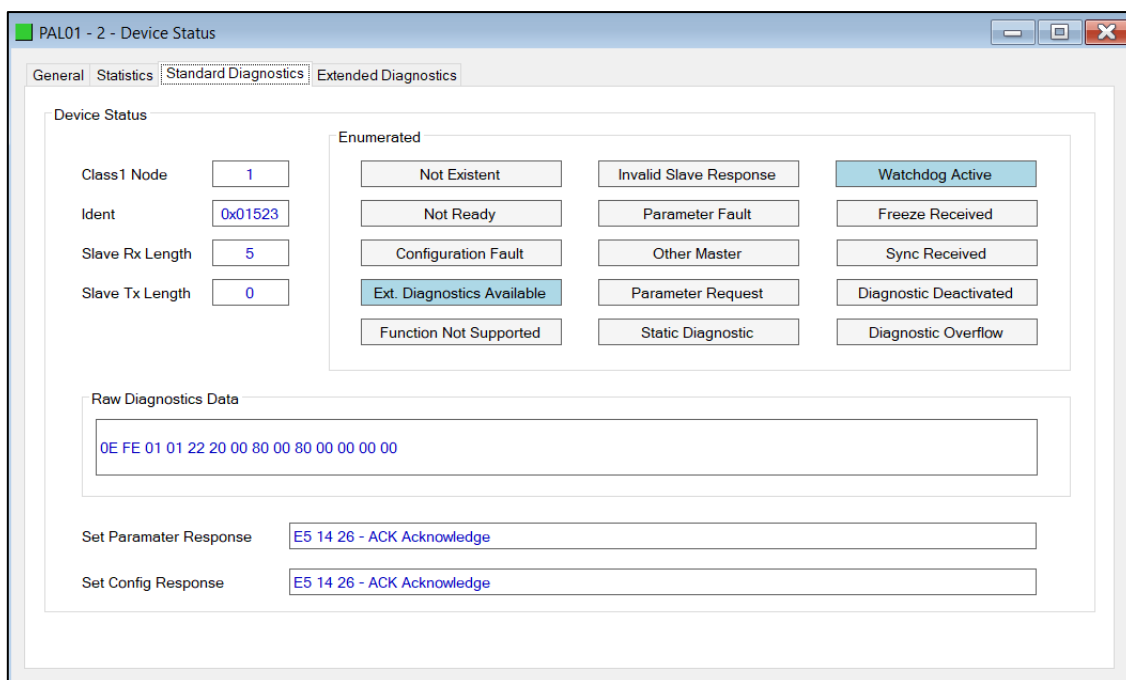 PAL01 - 2 - Device Status
General Statistics Standard Diagnostics Extended Diagnostics
Device Status
Enumerated
Class1 Node 1 Not Existent Invalid Slave Response Watchdog Active
Ident 0x01523 Not Ready Parameter Fault Freeze Received
Slave Rx Length 5 Configuration Fault Other Master Sync Received
Slave Tx Length 0 Ext. Diagnostics Available Parameter Request Diagnostic Deactivated
Function Not Supported Static Diagnostic Diagnostic Overflow
Raw Diagnostics Data
0E FE 01 01 22 20 00 80 00 80 00 00 00 00
Set Paramater Response E5 14 26 - ACK Acknowledge
Set Config Response E5 14 26 - ACK Acknowledge